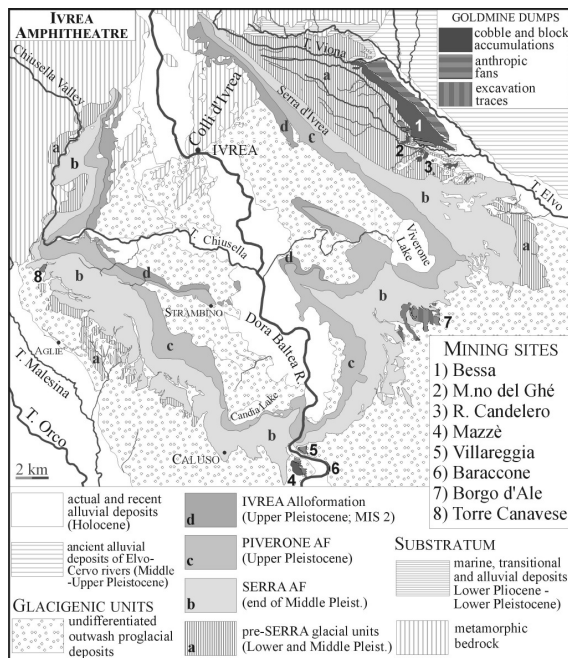 IVREA
AMPHITHEATRE
GOLDMINE DUMPS
cobble and block
accumulations
anthropic
fans
excavation
traces
Chiusella Valley
Colli d'Ivrea
T. Viona
Serra d'Ivrea
a
1
d
c
IVREA
2
3
a
b
b
T. Elvo
a
Viverone
Lake
T. Chiusella
d
8
b
d
b
STRAMBINO
7
Dora Baltea R.
AGLIÈ
a
c
c
T. Malesina
Candia Lake
T. Orco
b
5
CALUSO
4
6
2 km
MINING SITES
1) Bessa
2) M.no del Ghé
3) R. Candelero
4) Mazzè
5) Villareggia
6) Baraccone
7) Borgo d'Ale
8) Torre Canavese
actual and recent
alluvial deposits
(Holocene)
ancient alluvial
deposits of Elvo-
Cervo rivers (Middle
-Upper Pleistocene)
GLACIGENIC UNITS
undifferentiated
outwash proglacial
deposits
d
IVREA Alloformation
(Upper Pleistocene; MIS 2)
c
PIVERONE AF
(Upper Pleistocene)
b
SERRA AF
(end of Middle Pleist.)
a
pre-SERRA glacial units
(Lower and Middle Pleist.)
SUBSTRATUM
marine, transitional
and alluvial deposits
Lower Pliocene -
Lower Pleistocene)
metamorphic
bedrock